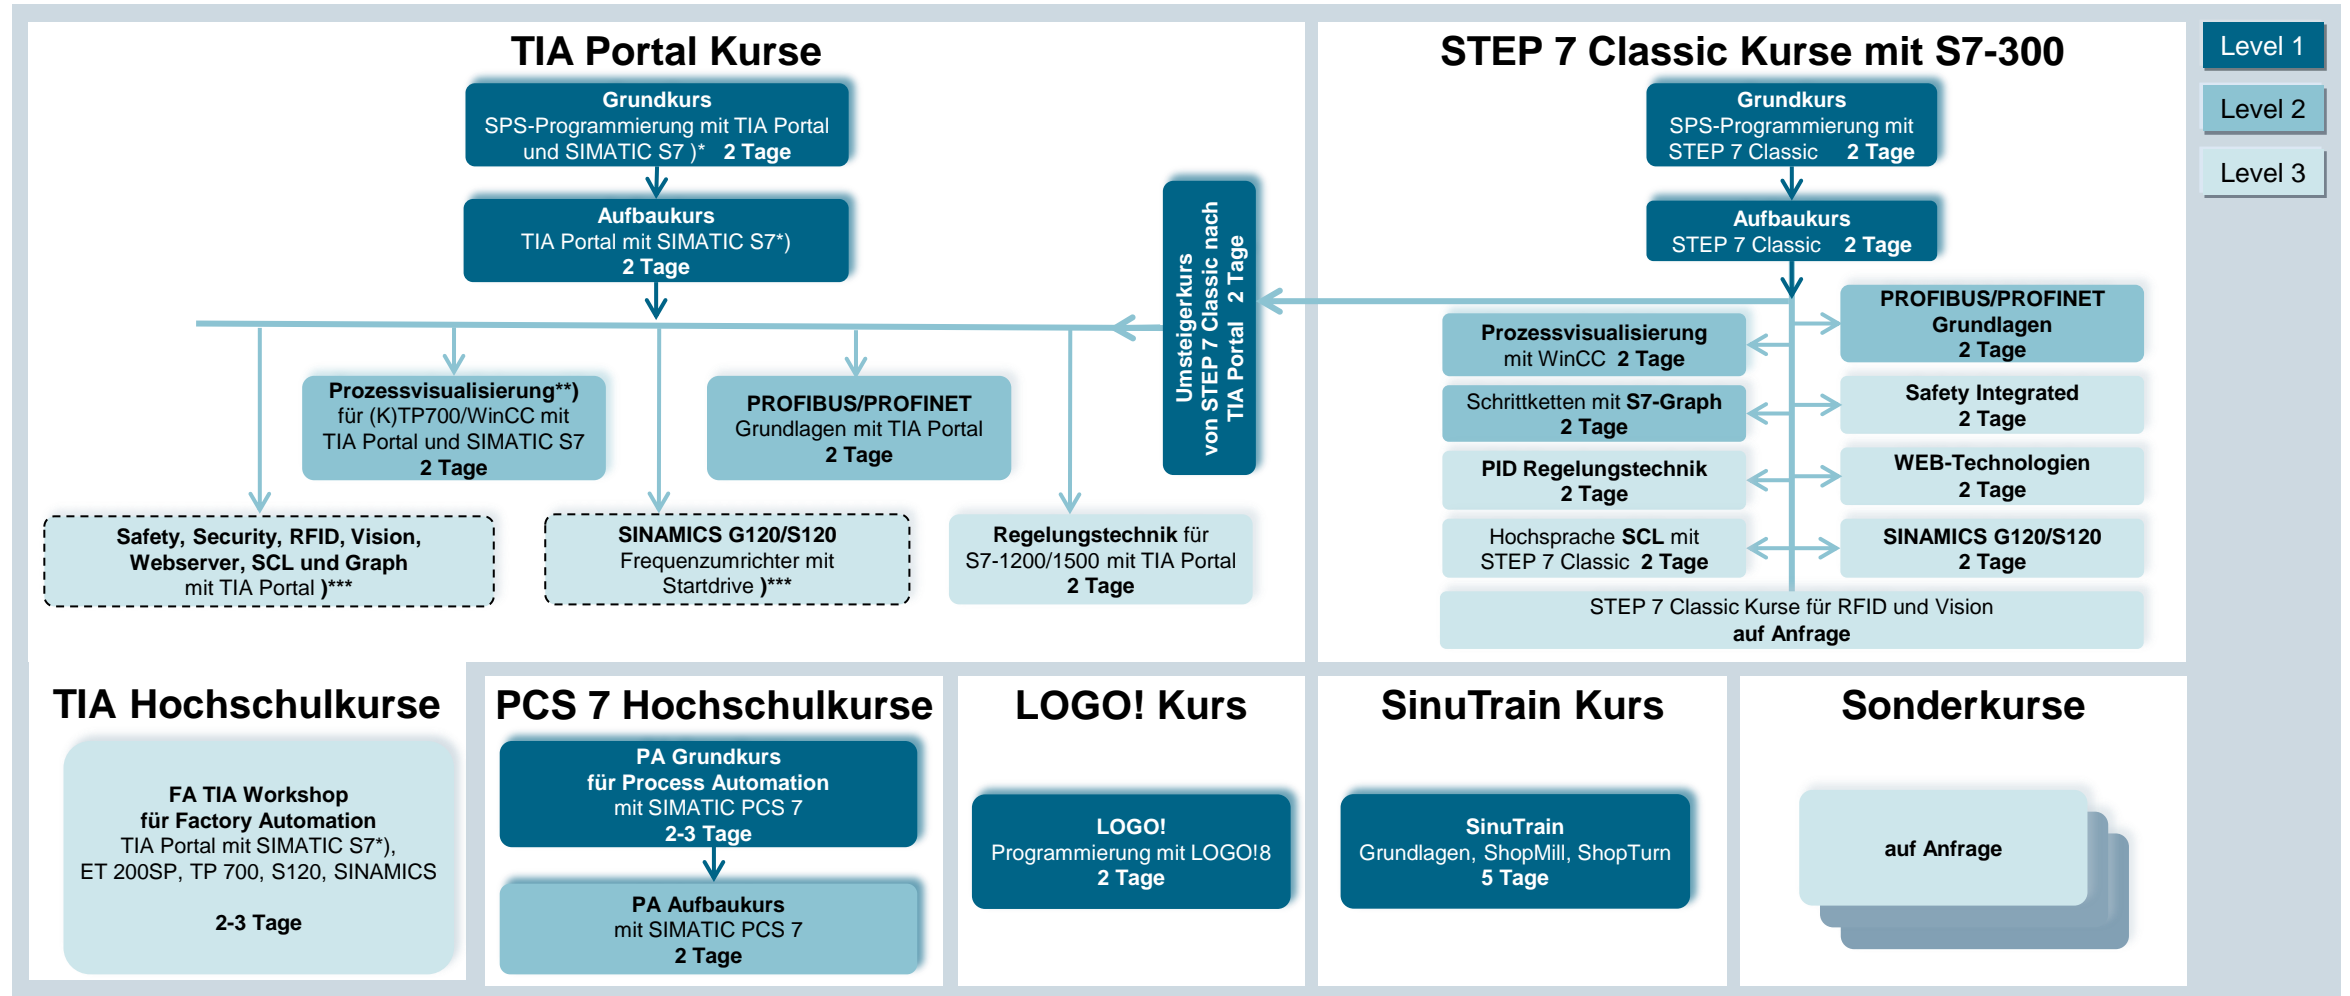 TIA Portal Kurse
Grundkurs
SPS-Programmierung mit TIA Portal
und SIMATIC S7 )* 2 Tage
Aufbaukurs
TIA Portal mit SIMATIC S7*)
2 Tage
Prozessvisualisierung**)
für (K)TP700/WinCC mit
TIA Portal und SIMATIC S7
2 Tage
PROFIBUS/PROFINET
Grundlagen mit TIA Portal
2 Tage
Safety, Security, RFID, Vision,
Webserver, SCL und Graph
mit TIA Portal )***
SINAMICS G120/S120
Frequenzumrichter mit
Startdrive )***
Regelungstechnik für
S7-1200/1500 mit TIA Portal
2 Tage
Umsteigerkurs
von STEP 7 Classic nach
TIA Portal 2 Tage
STEP 7 Classic Kurse mit S7-300
Grundkurs
SPS-Programmierung mit
STEP 7 Classic 2 Tage
Aufbaukurs
STEP 7 Classic 2 Tage
Prozessvisualisierung
mit WinCC 2 Tage
Schrittketten mit S7-Graph
2 Tage
PID Regelungstechnik
2 Tage
Hochsprache SCL mit
STEP 7 Classic 2 Tage
PROFIBUS/PROFINET
Grundlagen
2 Tage
Safety Integrated
2 Tage
WEB-Technologien
2 Tage
SINAMICS G120/S120
2 Tage
STEP 7 Classic Kurse für RFID und Vision
auf Anfrage
Level 1
Level 2
Level 3
TIA Hochschulkurse
FA TIA Workshop
für Factory Automation
TIA Portal mit SIMATIC S7*),
ET 200SP, TP 700, S120, SINAMICS
2-3 Tage
PCS 7 Hochschulkurse
PA Grundkurs
für Process Automation
mit SIMATIC PCS 7
2-3 Tage
PA Aufbaukurs
mit SIMATIC PCS 7
2 Tage
LOGO! Kurs
LOGO!
Programmierung mit LOGO!8
2 Tage
SinuTrain Kurs
SinuTrain
Grundlagen, ShopMill, ShopTurn
5 Tage
Sonderkurse
auf Anfrage